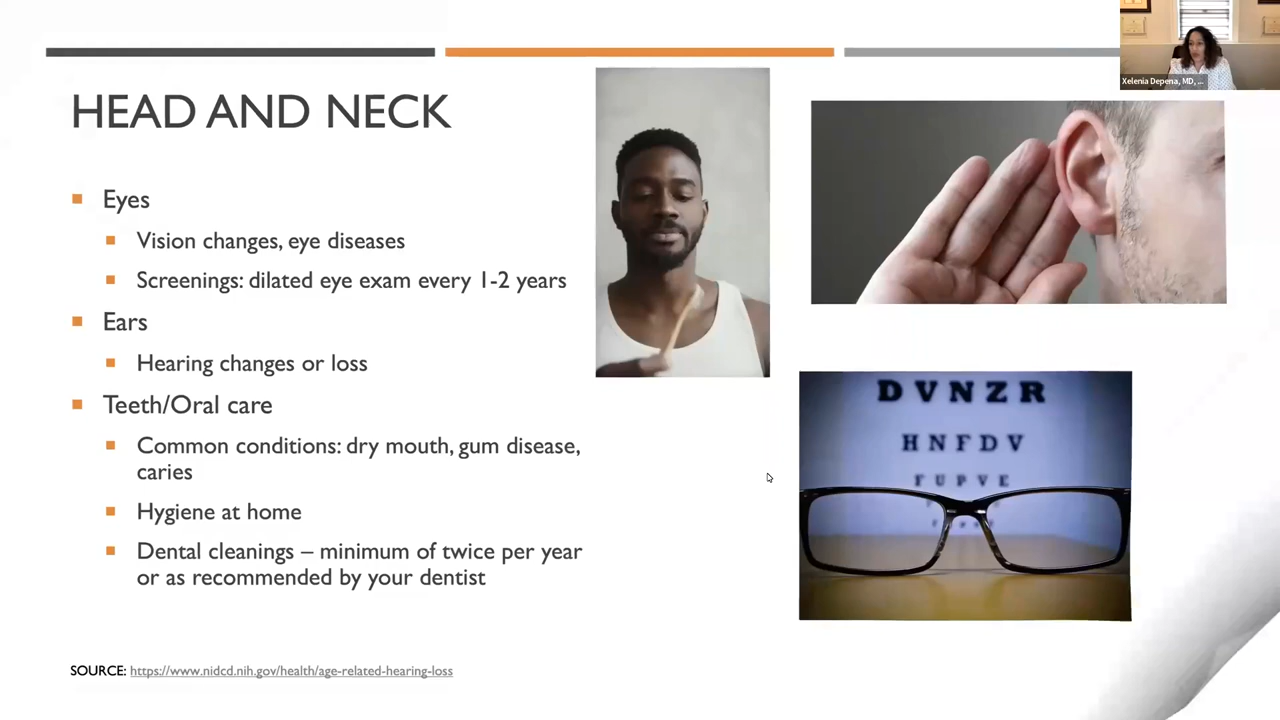 Xelenia Depena, MD, ...
HEAD AND NECK
Eyes
Vision changes, eye diseases
Screenings: dilated eye exam every 1-2 years
Ears
Hearing changes or loss
Teeth/Oral care
Common conditions: dry mouth, gum disease,
caries
Hygiene at home
Dental cleanings – minimum of twice per year
or as recommended by your dentist
SOURCE: https://www.nidcd.nih.gov/health/age-related-hearing-loss
D V N Z R
H N F D V
F U P V E